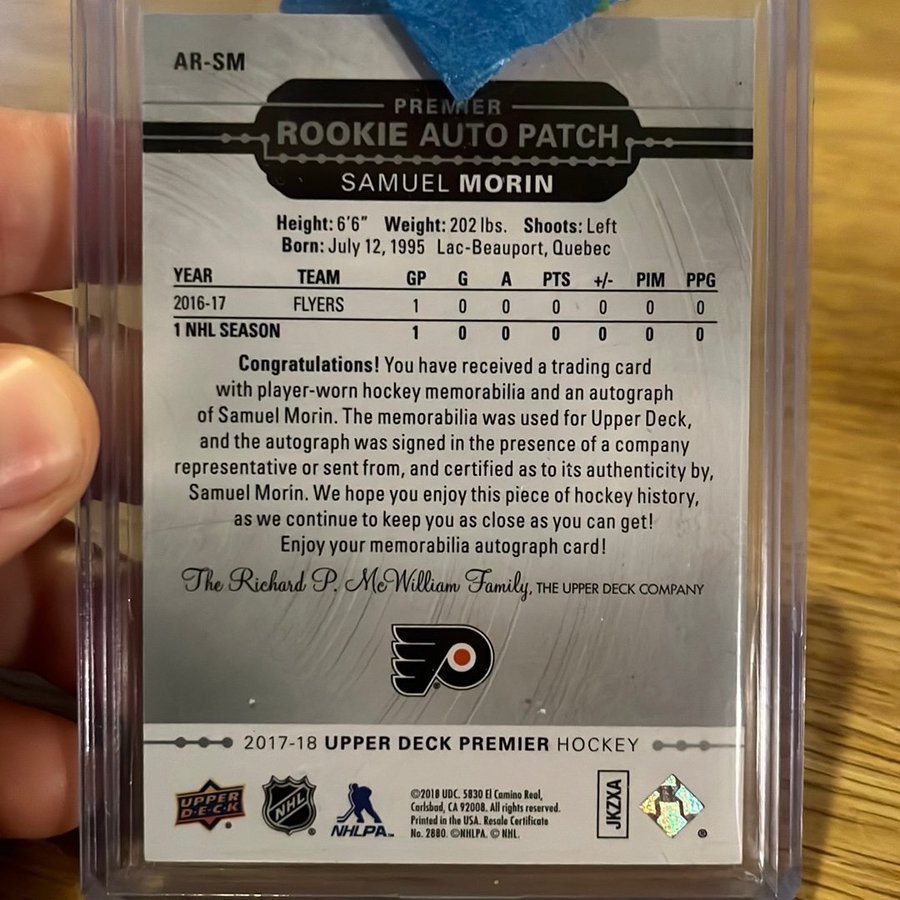 AR-SM
PREMIER
ROOKIE AUTO PATCH
SAMUEL MORIN
Height: 6'6" Weight: 202 lbs. Shoots: Left
Born: July 12, 1995 Lac-Beauport, Quebec
YEAR TEAM GP G A PTS +/- PIM PPG
2016-17 FLYERS 1 0 0 0 0 0 0
1 NHL SEASON 1 0 0 0 0 0 0
Congratulations! You have received a trading card
with player-worn hockey memorabilia and an autograph
of Samuel Morin. The memorabilia was used for Upper Deck,
and the autograph was signed in the presence of a company
representative or sent from, and certified as to its authenticity by,
Samuel Morin. We hope you enjoy this piece of hockey history,
as we continue to keep you as close as you can get!
Enjoy your memorabilia autograph card!
The Richard P. McWilliam Family, THE UPPER DECK COMPANY
2017-18 UPPER DECK PREMIER HOCKEY
UPPER
D·E·C·K
NHL
NHLPA
©2018 UDC. 5830 El Camino Real,
Carlsbad, CA 92008. All rights reserved.
Printed in the USA. Resale Certificate
No. 2880. ©NHLPA. © NHL.
JKZXA